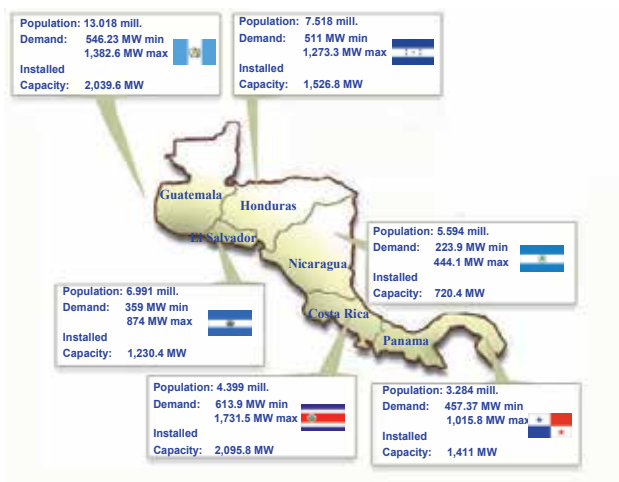 Population: 13.018 mill.
Demand: 546.23 MW min
1,382.6 MW max
Installed
Capacity: 2,039.6 MW
Population: 7.518 mill.
Demand: 511 MW min
1,273.3 MW max
Installed
Capacity: 1,526.8 MW
Guatemala
Honduras
El Salvador
Nicaragua
Costa Rica
Panama
Population: 5.594 mill.
Demand: 223.9 MW min
444.1 MW max
Installed
Capacity: 720.4 MW
Population: 6.991 mill.
Demand: 359 MW min
874 MW max
Installed
Capacity: 1,230.4 MW
Population: 4.399 mill.
Demand: 613.9 MW min
1,731.5 MW max
Installed
Capacity: 2,095.8 MW
Population: 3.284 mill.
Demand: 457.37 MW min
1,015.8 MW max
Installed
Capacity: 1,411 MW